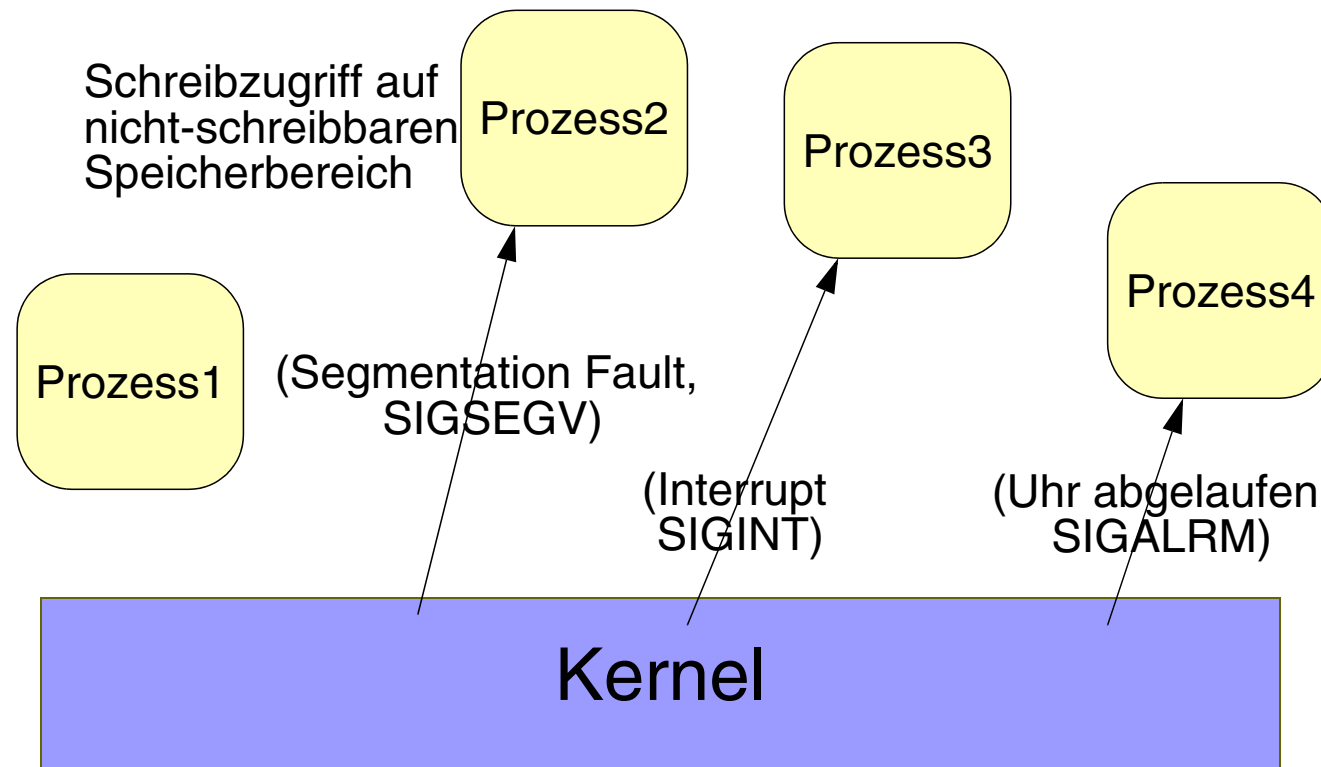 Schreibzugriff auf
nicht-schreibbaren
Speicherbereich
Prozess2
Prozess3
Prozess4
Prozess1
(Segmentation Fault,
SIGSEGV)
(Interrupt
SIGINT)
(Uhr abgelaufen
SIGALRM)
Kernel